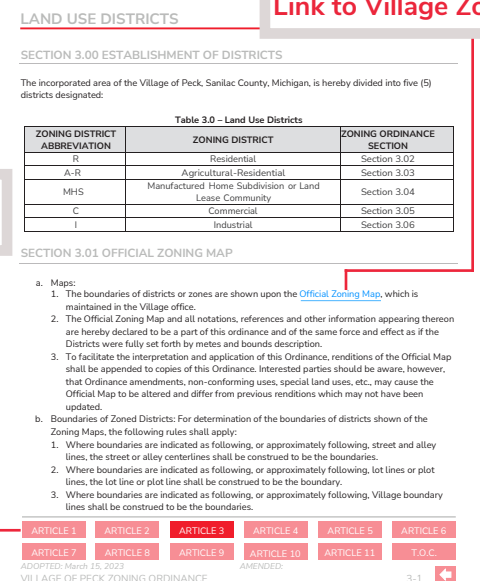 Link to Village Zo
LAND USE DISTRICTS
SECTION 3.00 ESTABLISHMENT OF DISTRICTS
The incorporated area of the Village of Peck, Sanilac County, Michigan, is hereby divided into five (5)
districts designated:
Table 3.0 – Land Use Districts
ZONING DISTRICT ABBREVIATION ZONING DISTRICT ZONING ORDINANCE SECTION
R Residential Section 3.02
A-R Agricultural-Residential Section 3.03
MHS Manufactured Home Subdivision or Land Lease Community Section 3.04
C Commercial Section 3.05
I Industrial Section 3.06
SECTION 3.01 OFFICIAL ZONING MAP
a. Maps:
1. The boundaries of districts or zones are shown upon the Official Zoning Map, which is
maintained in the Village office.
2. The Official Zoning Map and all notations, references and other information appearing thereon
are hereby declared to be a part of this ordinance and of the same force and effect as if the
Districts were fully set forth by metes and bounds description.
3. To facilitate the interpretation and application of this Ordinance, renditions of the Official Map
shall be appended to copies of this Ordinance. Interested parties should be aware, however,
that Ordinance amendments, non-conforming uses, special land uses, etc., may cause the
Official Map to be altered and differ from previous renditions which may not have been
updated.
b. Boundaries of Zoned Districts: For determination of the boundaries of districts shown of the
Zoning Maps, the following rules shall apply:
1. Where boundaries are indicated as following, or approximately following, street and alley
lines, the street or alley centerlines shall be construed to be the boundaries.
2. Where boundaries are indicated as following, or approximately following, lot lines or plot
lines, the lot line or plot line shall be construed to be the boundary.
3. Where boundaries are indicated as following, or approximately following, Village boundary
lines shall be construed to be the boundaries.
ARTICLE 1 ARTICLE 2 ARTICLE 3 ARTICLE 4 ARTICLE 5 ARTICLE 6
ARTICLE 7 ARTICLE 8 ARTICLE 9 ARTICLE 10 ARTICLE 11 T.O.C.
ADOPTED: March 15, 2023 AMENDED:
VILLAGE OF PECK ZONING ORDINANCE 3-1